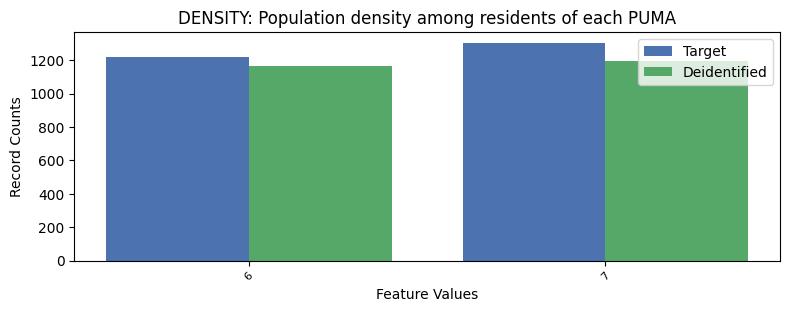 DENSITY: Population density among residents of each PUMA
Target
Deidentified
Record Counts
1200
1000
800
600
400
200
0
6
7
Feature Values